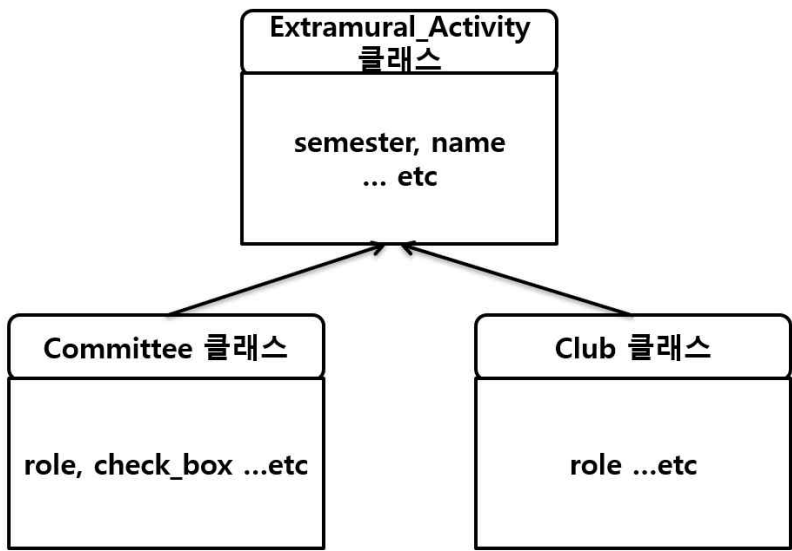 Extramural_Activity
클래스
semester, name
... etc
Committee 클래스
Club 클래스
role, check_box ...etc
role ...etc